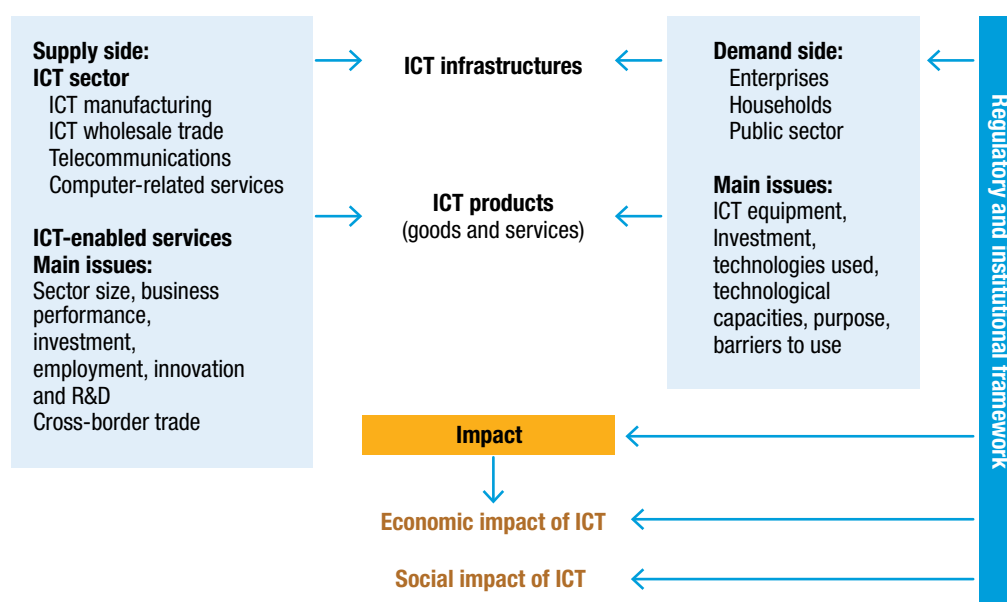 Supply side:
ICT sector
ICT manufacturing
ICT wholesale trade
Telecommunications
Computer-related services
ICT-enabled services
Main issues:
Sector size, business
performance,
investment,
employment, innovation
and R&D
Cross-border trade
ICT infrastructures
ICT products
(goods and services)
Demand side:
Enterprises
Households
Public sector
Main issues:
ICT equipment,
Investment,
technologies used,
technological
capacities, purpose,
barriers to use
Impact
Economic impact of ICT
Social impact of ICT
Regulatory and institutional framework